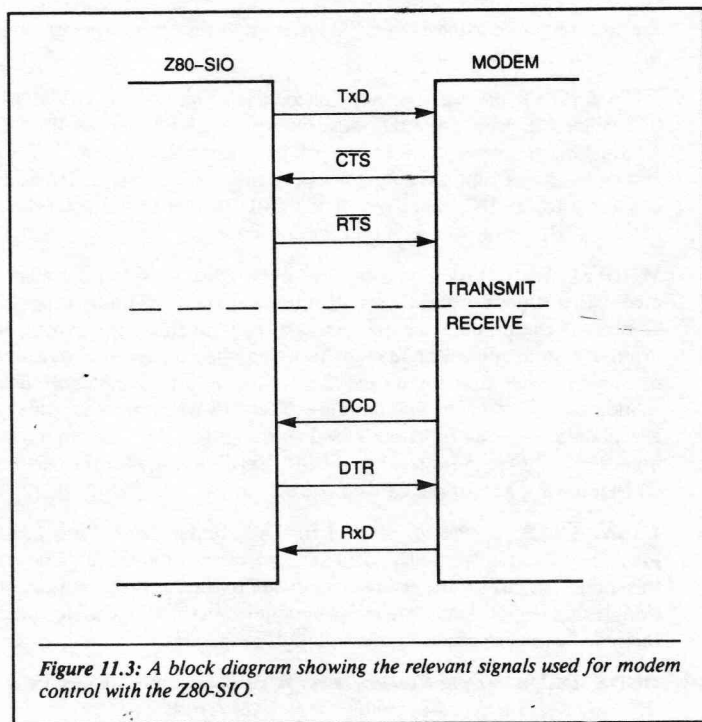 Z80–SIO MODEM
TxD
CTS
RTS
TRANSMIT
RECEIVE
DCD
DTR
RxD
Figure 11.3: A block diagram showing the relevant signals used for modem
control with the Z80-SIO.